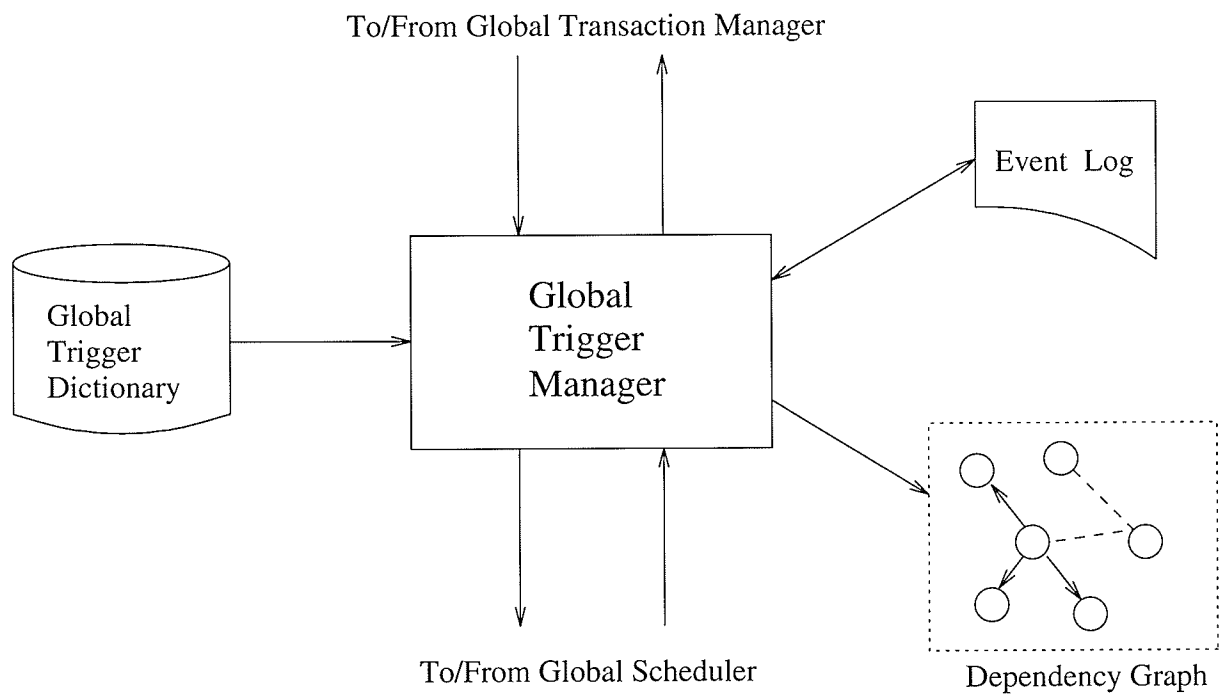 To/From Global Transaction Manager
Event Log
Global
Trigger
Dictionary
Global
Trigger
Manager
To/From Global Scheduler
Dependency Graph